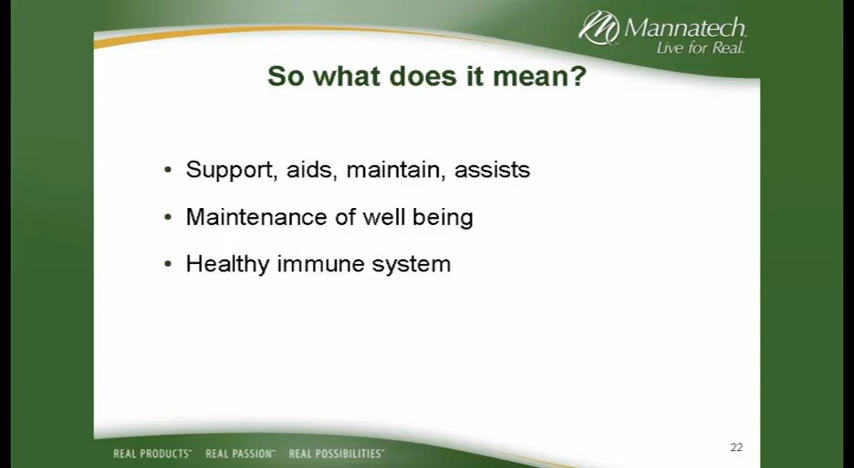 Mannatech
Live for Real.
So what does it mean?
• Support, aids, maintain, assists
• Maintenance of well being
• Healthy immune system
REAL PRODUCTS™ REAL PASSION™ REAL POSSIBILITIES™
22